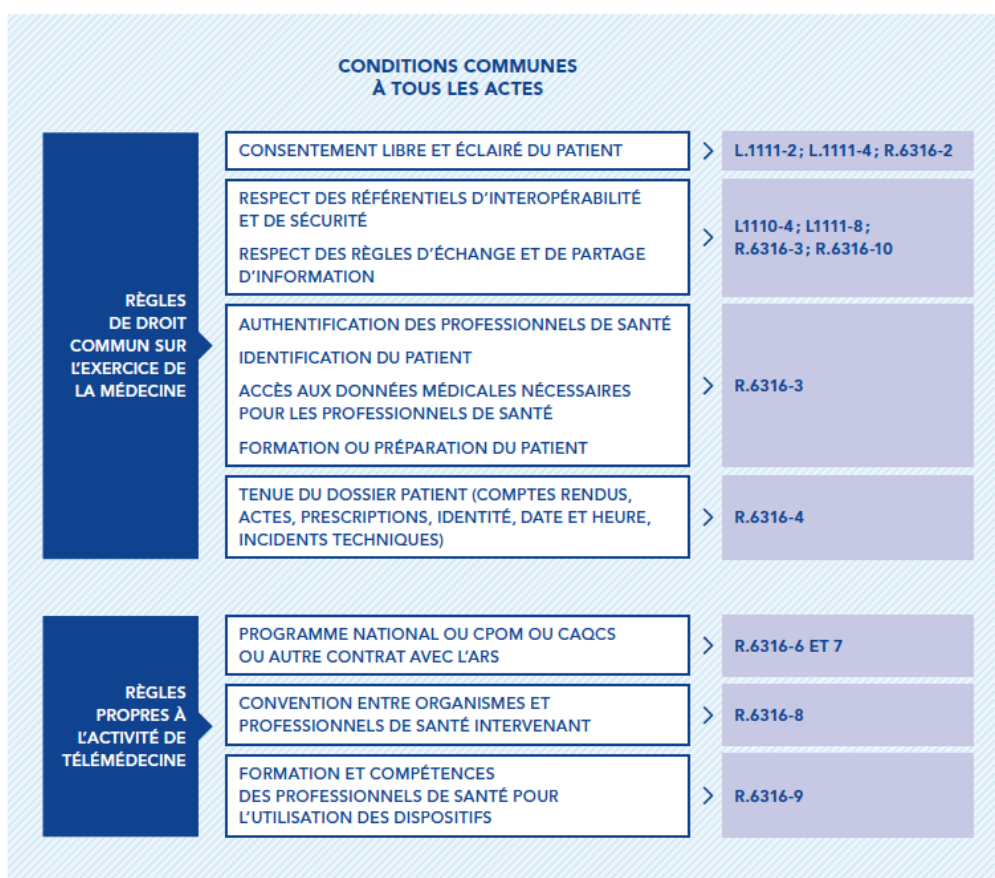 CONDITIONS COMMUNES
À TOUS LES ACTES
RÈGLES
DE DROIT
COMMUN SUR
L'EXERCICE DE
LA MÉDECINE
CONSENTEMENT LIBRE ET ÉCLAIRÉ DU PATIENT
L.1111-2 ; L.1111-4 ; R.6316-2
RESPECT DES RÉFÉRENTIELS D'INTEROPÉRABILITÉ
ET DE SÉCURITÉ
RESPECT DES RÈGLES D'ÉCHANGE ET DE PARTAGE
D'INFORMATION
L1110-4 ; L1111-8 ;
R.6316-3 ; R.6316-10
AUTHENTIFICATION DES PROFESSIONNELS DE SANTÉ
IDENTIFICATION DU PATIENT
ACCÈS AUX DONNÉES MÉDICALES NÉCESSAIRES
POUR LES PROFESSIONNELS DE SANTÉ
FORMATION OU PRÉPARATION DU PATIENT
R.6316-3
TENUE DU DOSSIER PATIENT (COMPTES RENDUS,
ACTES, PRESCRIPTIONS, IDENTITÉ, DATE ET HEURE,
INCIDENTS TECHNIQUES)
R.6316-4
RÈGLES
PROPRES À
L'ACTIVITÉ DE
TÉLÉMÉDECINE
PROGRAMME NATIONAL OU CPOM OU CAQCS
OU AUTRE CONTRAT AVEC L'ARS
R.6316-6 ET 7
CONVENTION ENTRE ORGANISMES ET
PROFESSIONNELS DE SANTÉ INTERVENANT
R.6316-8
FORMATION ET COMPÉTENCES
DES PROFESSIONNELS DE SANTÉ POUR
L'UTILISATION DES DISPOSITIFS
R.6316-9